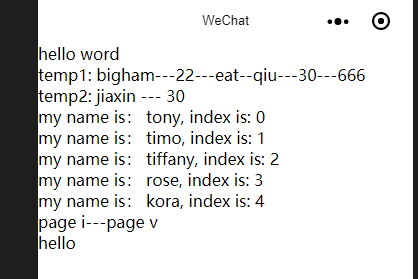 WeChat
hello word
temp1: bigham---22---eat--qiu---30---666
temp2: jiaxin --- 30
my name is： tony, index is: 0
my name is： timo, index is: 1
my name is： tiffany, index is: 2
my name is： rose, index is: 3
my name is： kora, index is: 4
page i---page v
hello